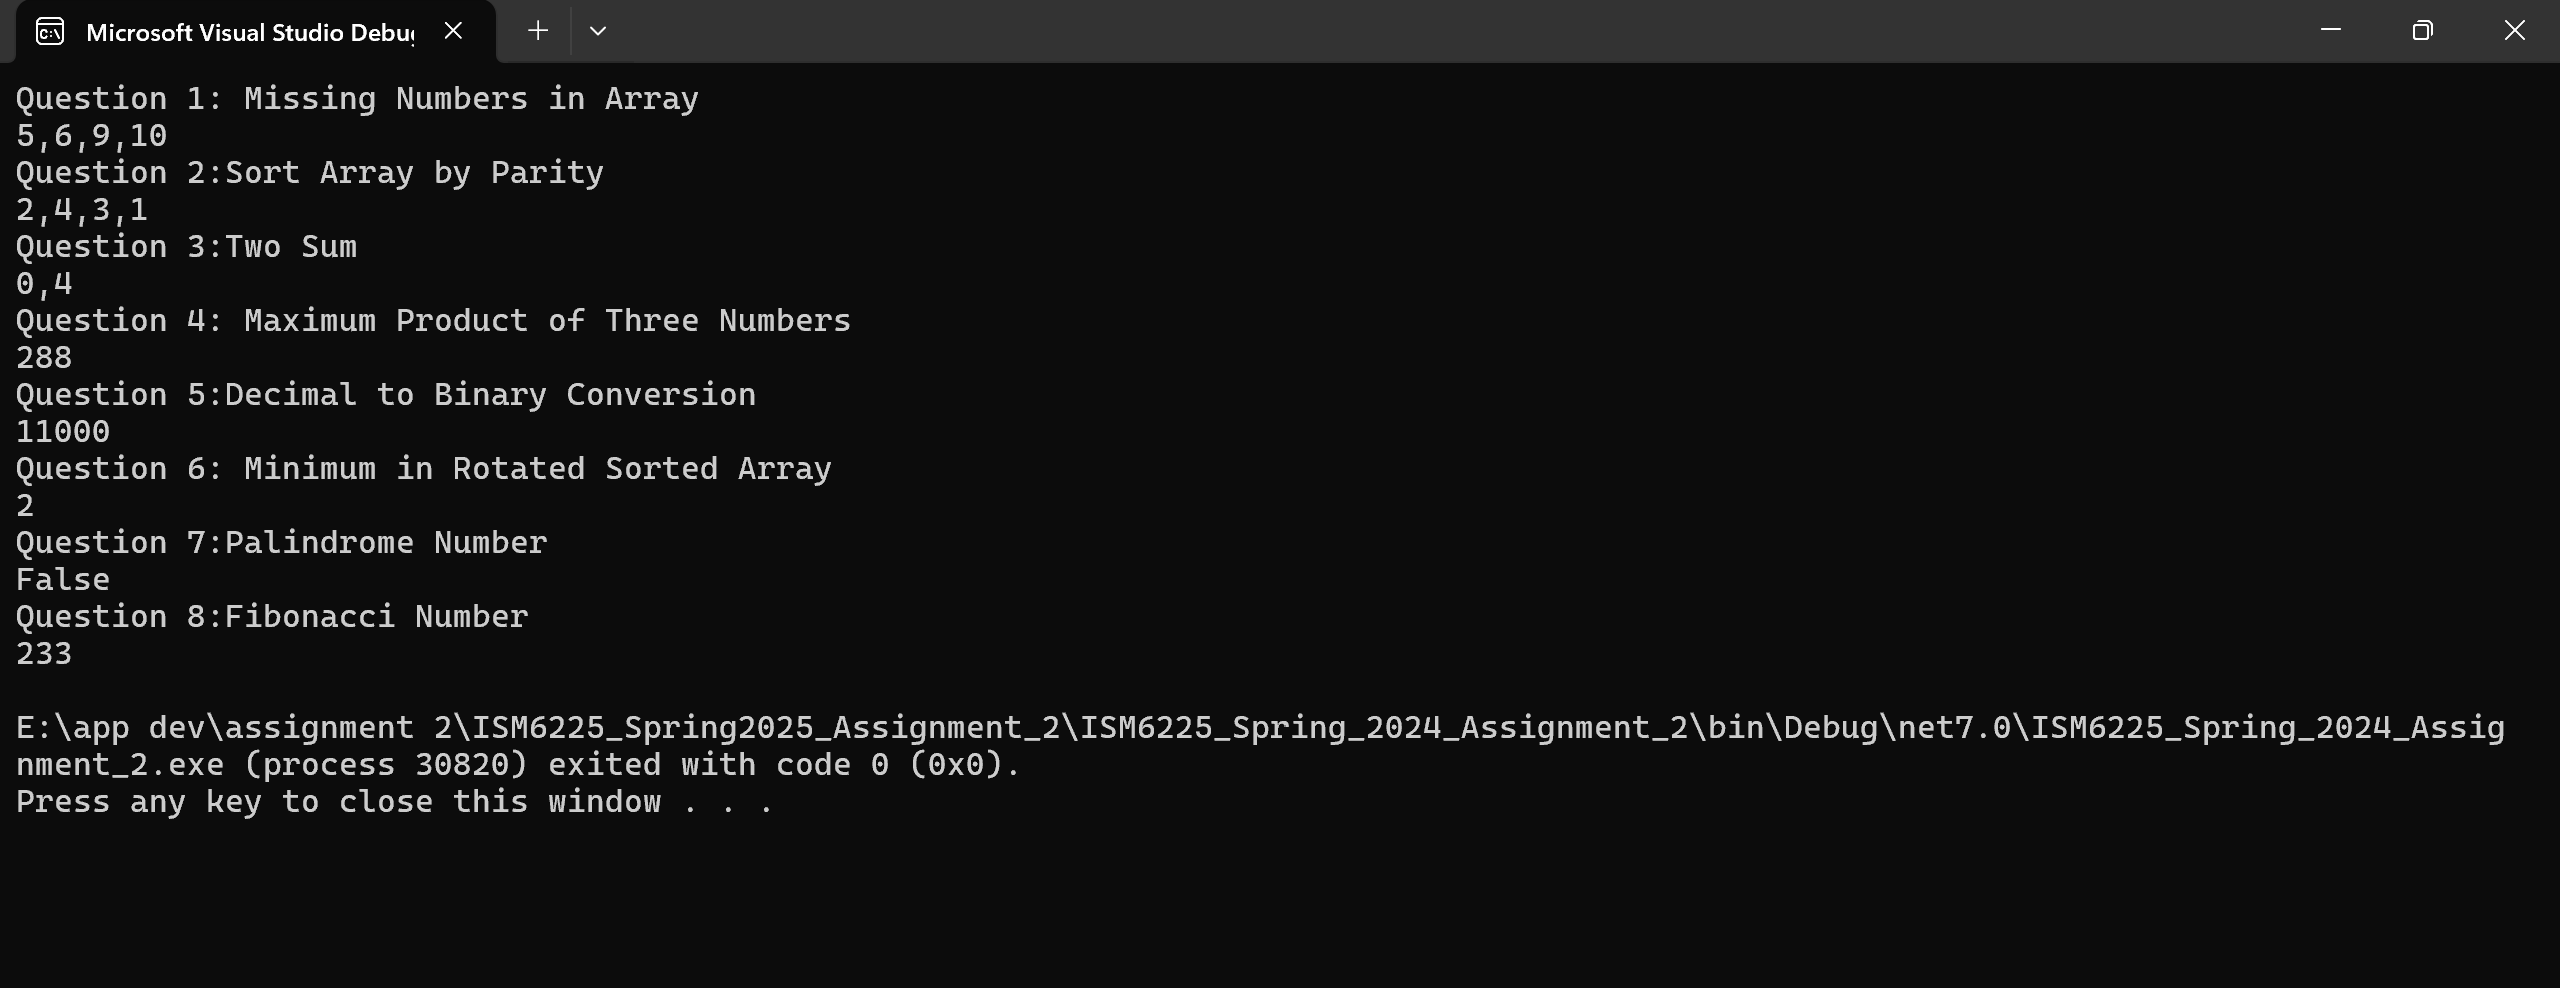 Microsoft Visual Studio Debu
Question 1: Missing Numbers in Array
5,6,9,10
Question 2:Sort Array by Parity
2,4,3,1
Question 3:Two Sum
0,4
Question 4: Maximum Product of Three Numbers
288
Question 5:Decimal to Binary Conversion
11000
Question 6: Minimum in Rotated Sorted Array
2
Question 7:Palindrome Number
False
Question 8:Fibonacci Number
233
E:\app dev\assignment 2\ISM6225_Spring2025_Assignment_2\ISM6225_Spring_2024_Assignment_2\bin\Debug\net7.0\ISM6225_Spring_2024_Assig
nment_2.exe (process 30820) exited with code 0 (0x0).
Press any key to close this window . . .